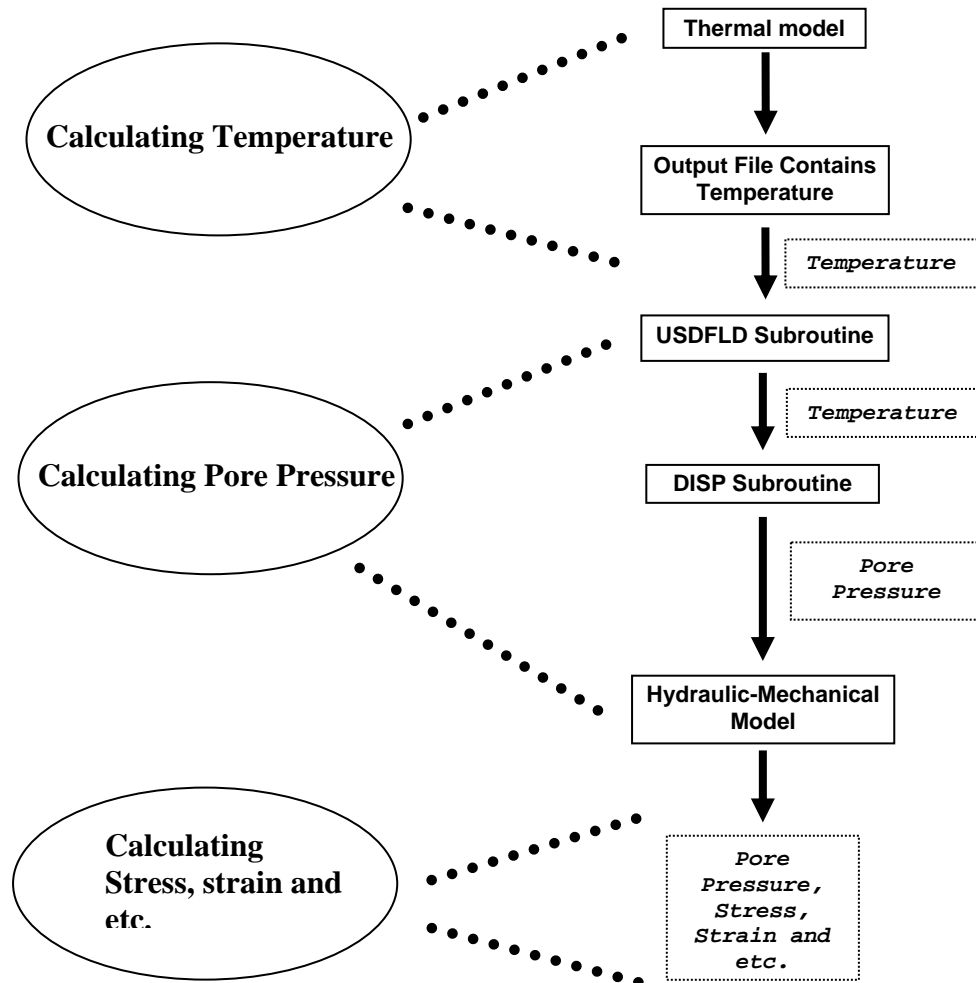 Thermal model
Calculating Temperature
Output File Contains
Temperature
Temperature
USDFLD Subroutine
Temperature
Calculating Pore Pressure
DISP Subroutine
Pore
Pressure
Hydraulic-Mechanical
Model
Calculating
Stress, strain and
etc.
Pore
Pressure,
Stress,
Strain and
etc.